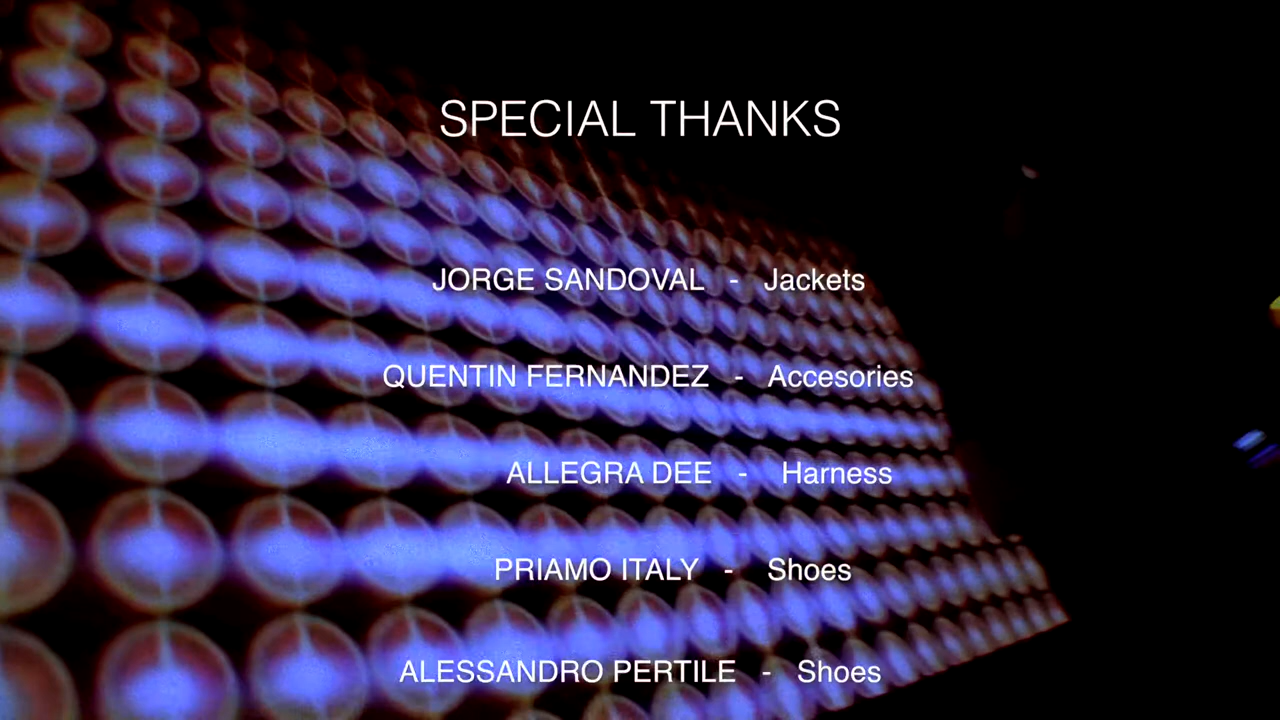 SPECIAL THANKS
JORGE SANDOVAL - Jackets
QUENTIN FERNANDEZ - Accesories
ALLEGRA DEE - Harness
PRIAMO ITALY - Shoes
ALESSANDRO PERTILE - Shoes